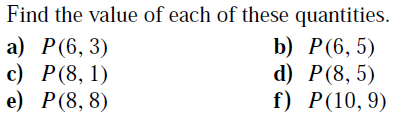 Find the value of each of these quantities.
a) P(6, 3) b) P(6, 5)
c) P(8, 1) d) P(8, 5)
e) P(8, 8) f) P(10, 9)